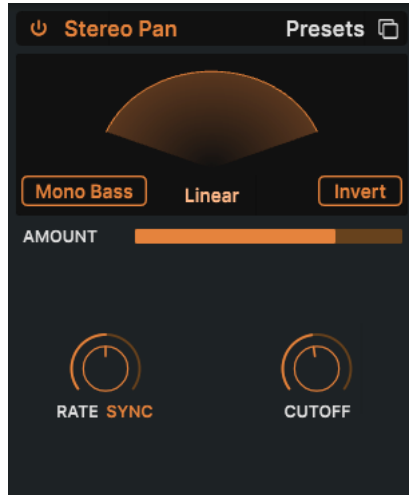 Stereo Pan Presets
Mono Bass Linear Invert
AMOUNT
RATE SYNC CUTOFF